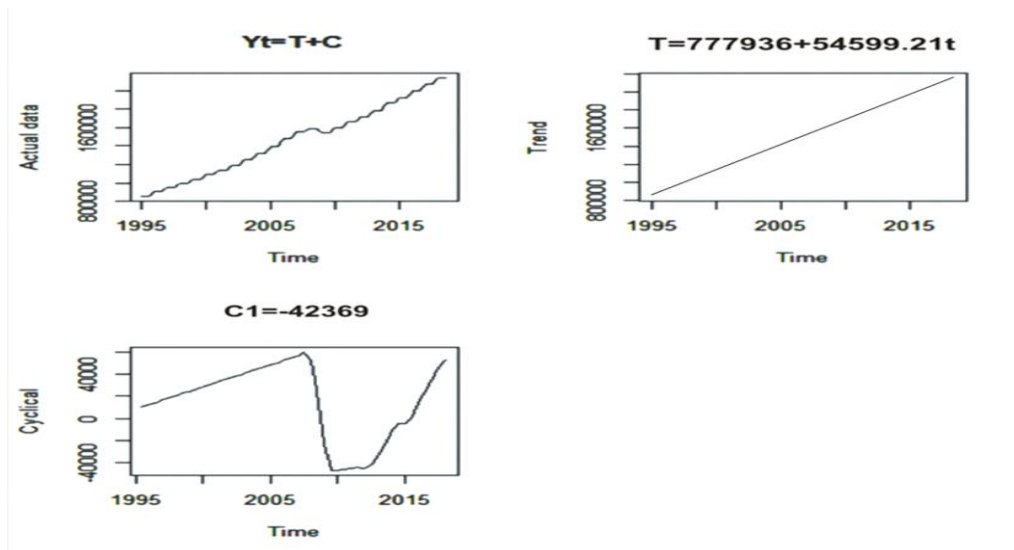 Yt=T+C
Actual data
1600000
800000
1995
2005
2015
Time
T=777936+54599.21t
Trend
1600000
800000
1995
2005
2015
Time
C1=-42369
Cyclical
40000
0
-40000
1995
2005
2015
Time